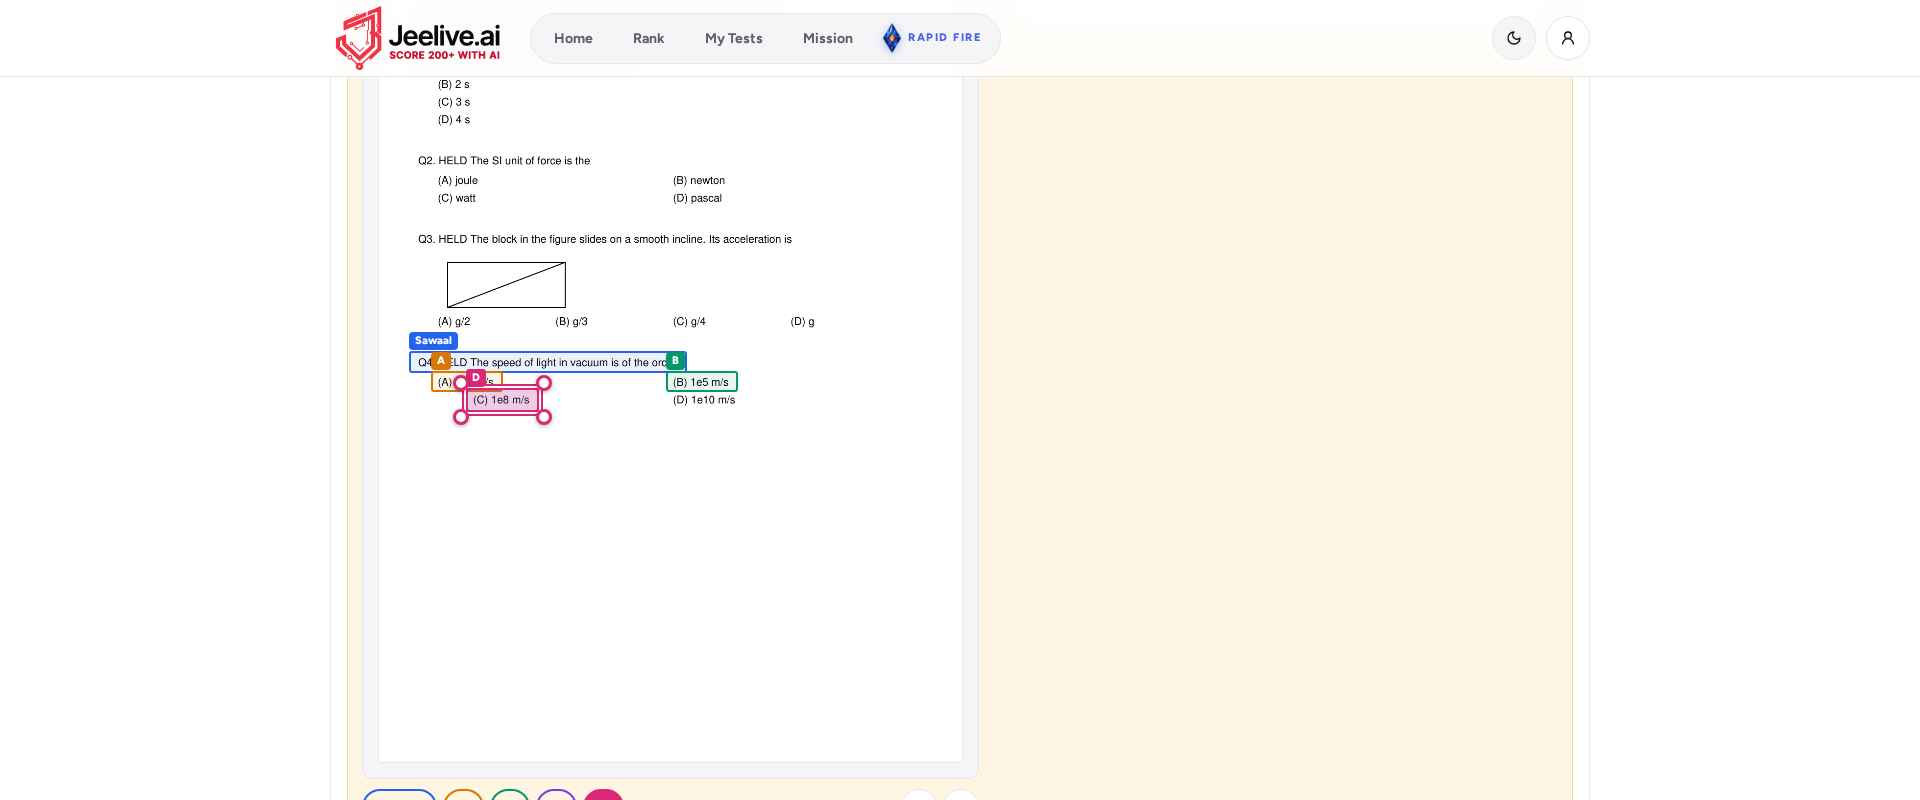 Jeelive.ai
SCORE 200+ WITH AI
Home Rank My Tests Mission RAPID FIRE
(B) 2 s
(C) 3 s
(D) 4 s
Q2. HELD The SI unit of force is the
(A) joule (B) newton
(C) watt (D) pascal
Q3. HELD The block in the figure slides on a smooth incline. Its acceleration is
(A) g/2 (B) g/3 (C) g/4 (D) g
Sawaal
A B
The speed of light in vacuum is of the
D
(A) (B) 1e5 m/s
(C) 1e8 m/s (D) 1e10 m/s